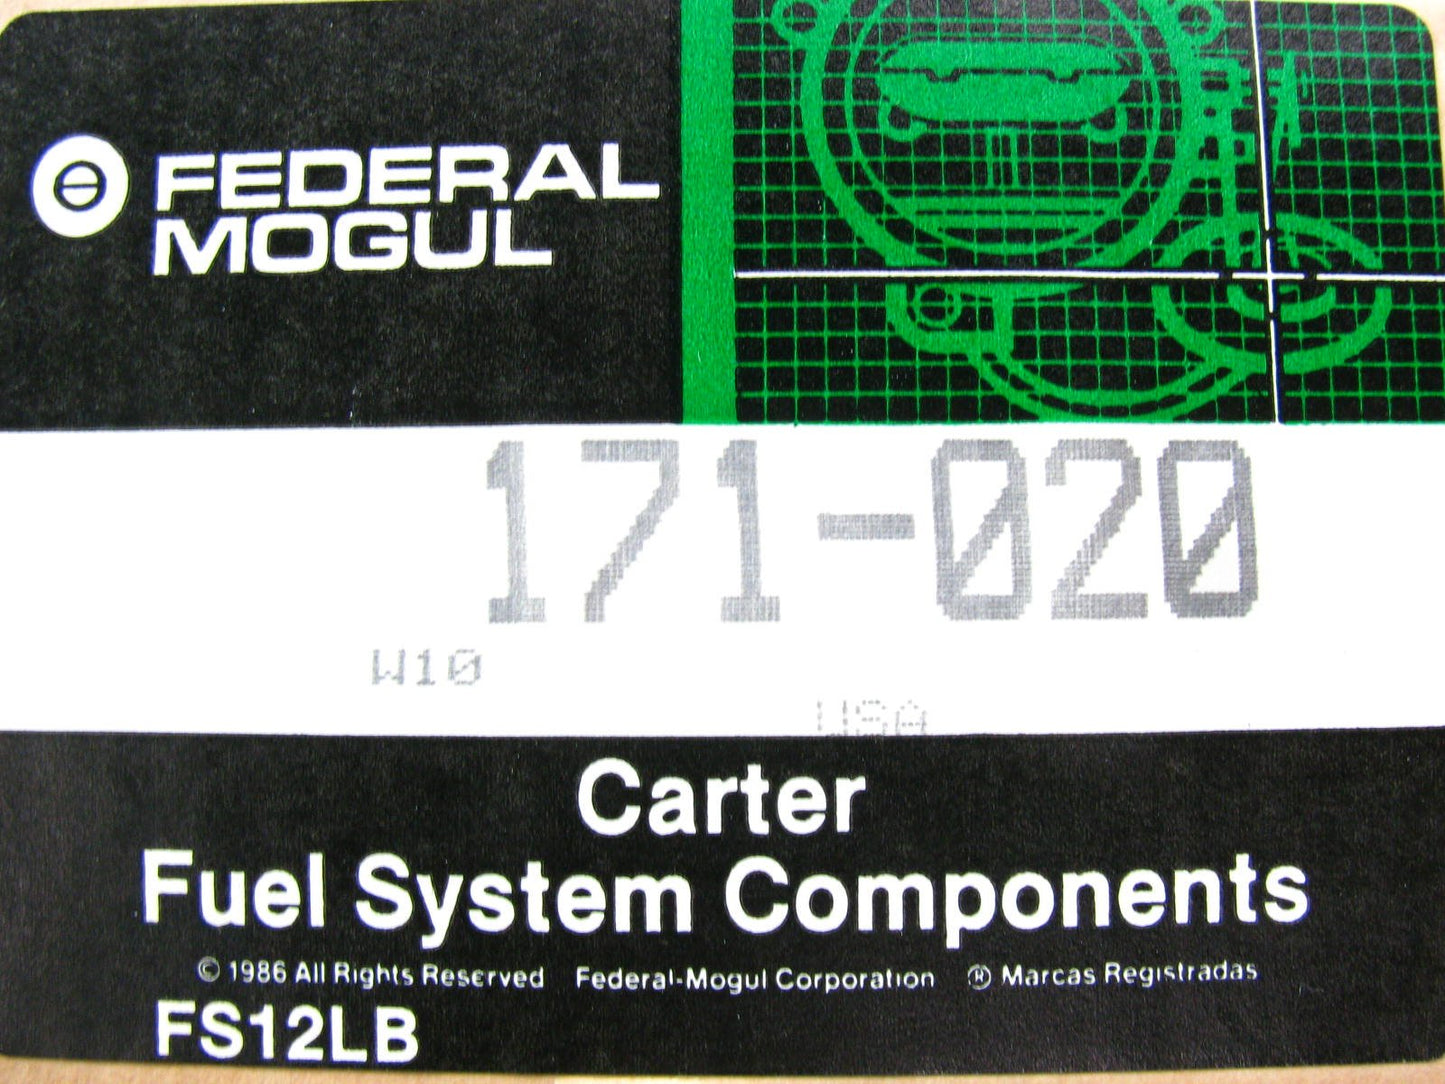 FEDERAL
MOGUL
171-020
W10
USA
Carter
Fuel System Components
© 1986 All Rights Reserved Federal-Mogul Corporation ® Marcas Registradas
FS12LB